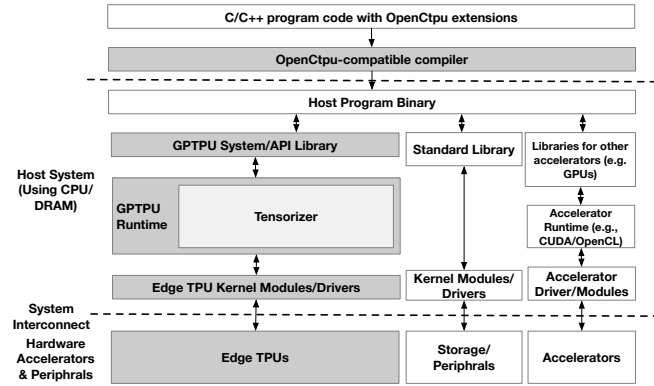 C/C++ program code with OpenCtpu extensions
OpenCtpu-compatible compiler
Host Program Binary
GPTPU System/API Library
Standard Library
Libraries for other
accelerators (e.g.
GPUs)
Host System
(Using CPU/
DRAM)
GPTPU
Runtime
Tensorizer
Accelerator
Runtime (e.g.,
CUDA/OpenCL)
Edge TPU Kernel Modules/Drivers
Kernel Modules/
Drivers
Accelerator
Driver/Modules
System
Interconnect
Hardware
Accelerators
& Periphrals
Edge TPUs
Storage/
Periphrals
Accelerators